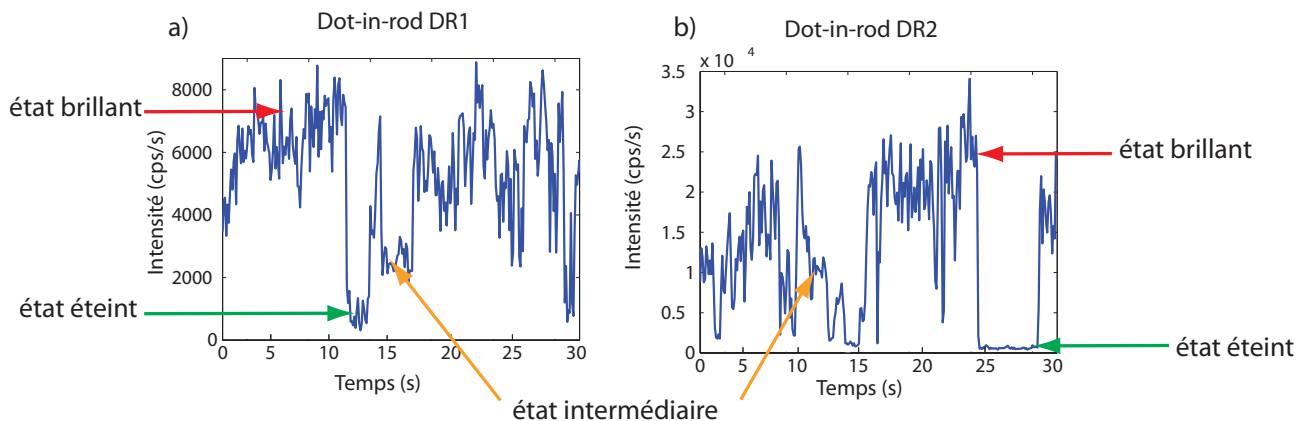 a)
Dot-in-rod DR1
état brillant
état éteint
Intensité (cps/s)
8000
6000
4000
2000
0
0 5 10 15 20 25 30
Temps (s)
b)
Dot-in-rod DR2
x 10 4
Intensité (cps/s)
3.5
3
2.5
2
1.5
1
0.5
0
0 5 10 15 20 25 30
Temps (s)
état brillant
état éteint
état intermédiaire